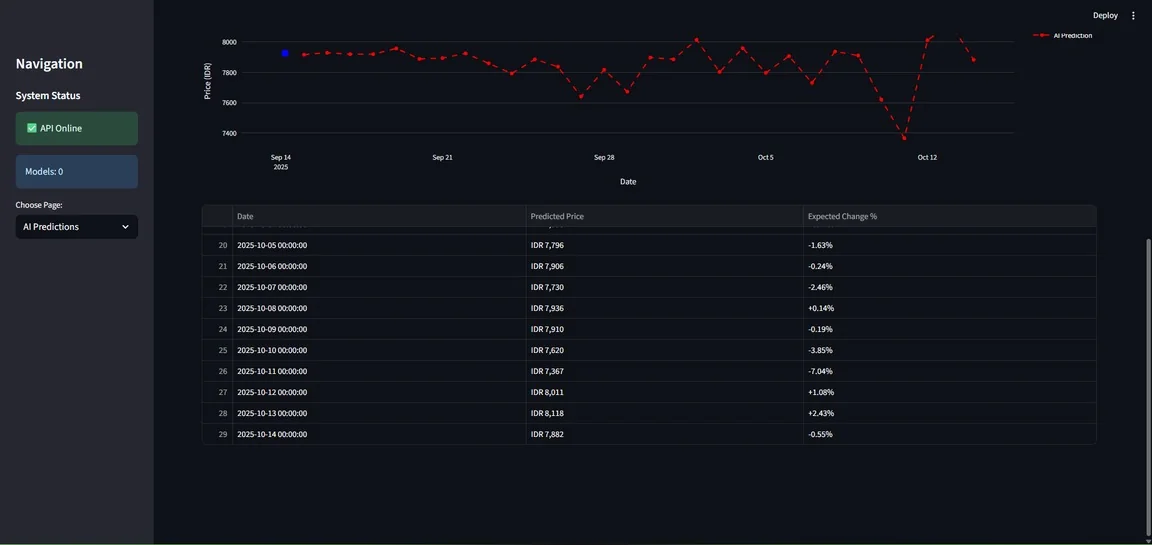 Deploy
Navigation
System Status
✅ API Online
Models: 0
Choose Page:
AI Predictions
Price (IDR)
8000
7800
7600
7400
Sep 14
2025
Sep 21
Sep 28
Oct 5
Oct 12
Date
AI Prediction
Date Predicted Price Expected Change %
20 2025-10-05 00:00:00 IDR 7,796 -1.63%
21 2025-10-06 00:00:00 IDR 7,906 -0.24%
22 2025-10-07 00:00:00 IDR 7,730 -2.46%
23 2025-10-08 00:00:00 IDR 7,936 +0.14%
24 2025-10-09 00:00:00 IDR 7,910 -0.19%
25 2025-10-10 00:00:00 IDR 7,620 -3.85%
26 2025-10-11 00:00:00 IDR 7,367 -7.04%
27 2025-10-12 00:00:00 IDR 8,011 +1.08%
28 2025-10-13 00:00:00 IDR 8,118 +2.43%
29 2025-10-14 00:00:00 IDR 7,882 -0.55%